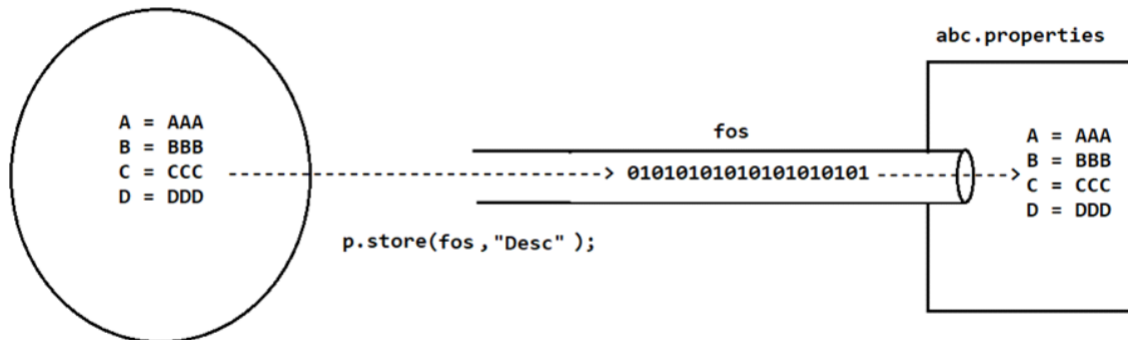 abc.properties
A = AAA
B = BBB
C = CCC
D = DDD
fos
01010101010101010101
p.store(fos ,"Desc" );
A = AAA
B = BBB
C = CCC
D = DDD